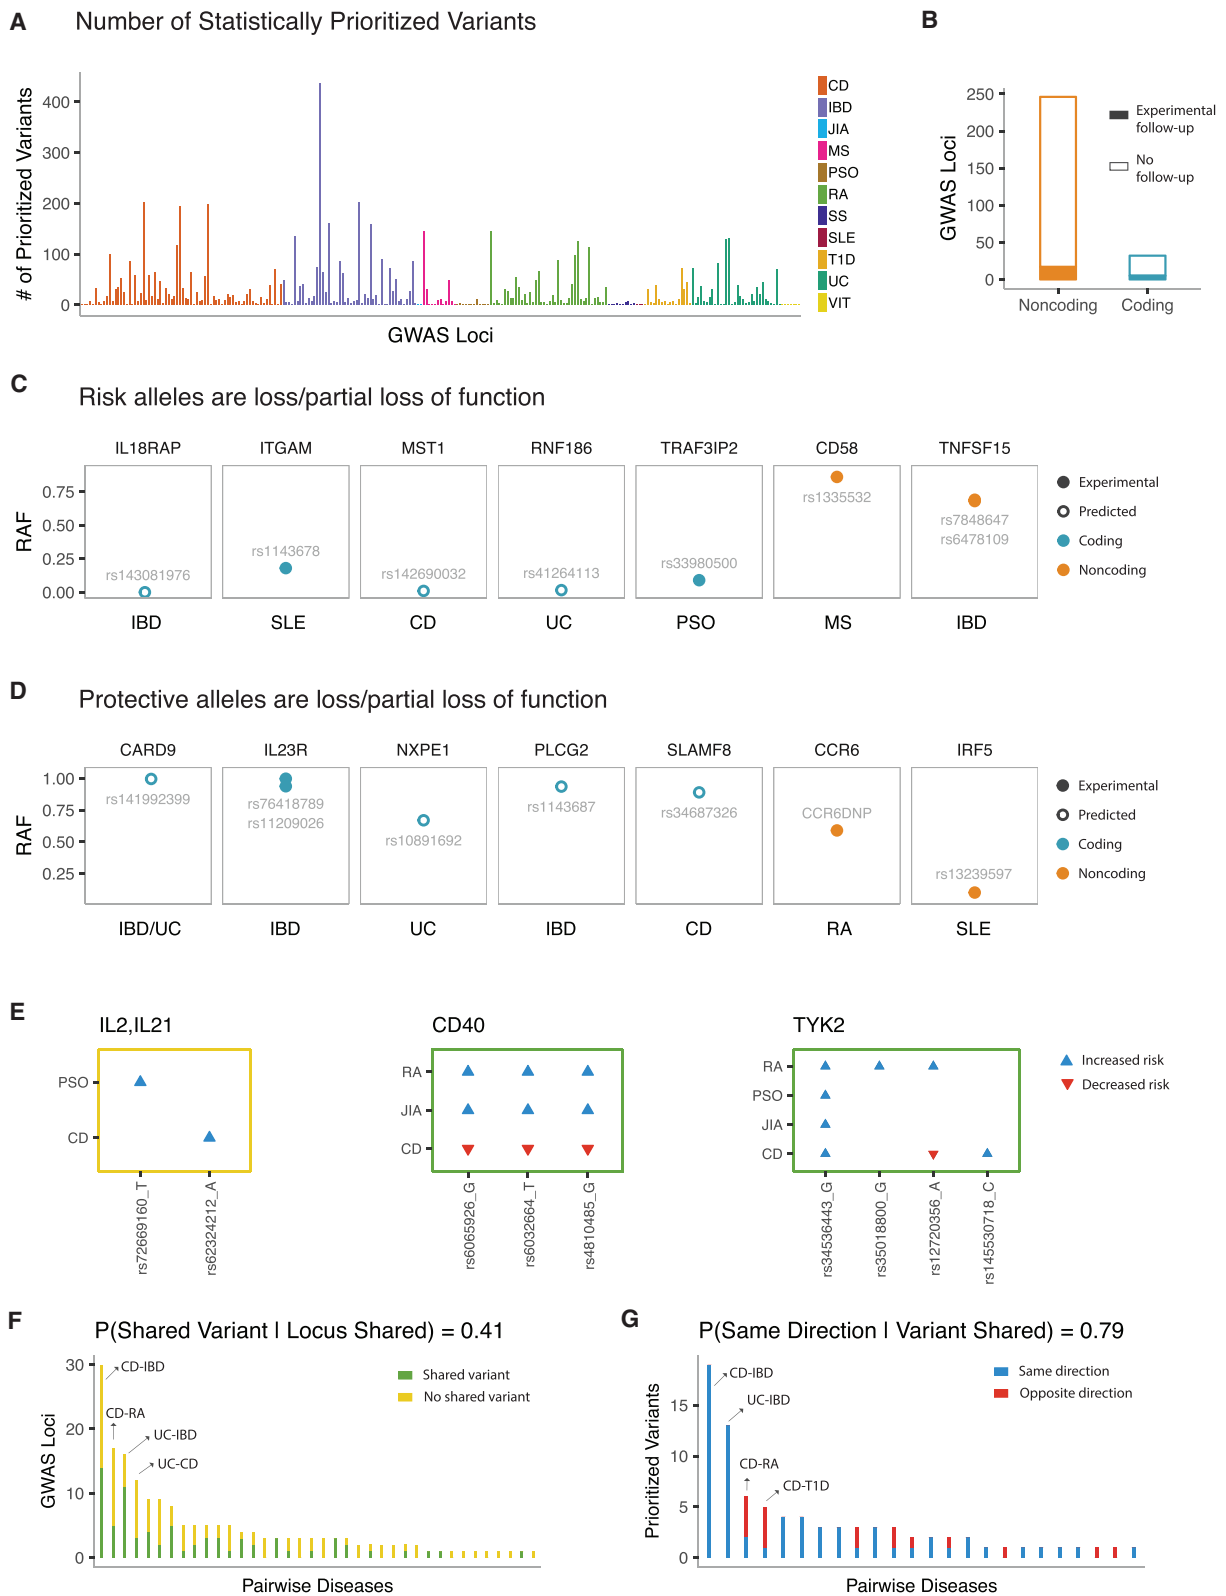 A
Number of Statistically Prioritized Variants
# of Prioritized Variants
400
300
200
100
0
GWAS Loci
CD
IBD
JIA
MS
PSO
RA
SS
SLE
T1D
UC
VIT
B
GWAS Loci
250
200
150
100
50
0
Noncoding
Coding
Experimental
follow-up
No
follow-up
C
Risk alleles are loss/partial loss of function
IL18RAP
ITGAM
MST1
RNF186
TRAF3IP2
CD58
TNFSF15
RAF
0.75
0.50
0.25
0.00
rs143081976
rs1143678
rs142690032
rs41264113
rs33980500
rs1335532
rs7848647
rs6478109
IBD
SLE
CD
UC
PSO
MS
IBD
Experimental
Predicted
Coding
Noncoding
D
Protective alleles are loss/partial loss of function
CARD9
IL23R
NXPE1
PLCG2
SLAMF8
CCR6
IRF5
RAF
1.00
0.75
0.50
0.25
rs141992399
rs76418789
rs11209026
rs10891692
rs1143687
rs34687326
CCR6DNP
rs13239597
IBD/UC
IBD
UC
IBD
CD
RA
SLE
Experimental
Predicted
Coding
Noncoding
E
IL2,IL21
PSO
CD
rs72669160_T
rs62324212_A
CD40
RA
JIA
CD
rs6065926_G
rs6032664_T
rs4810485_G
TYK2
RA
PSO
JIA
CD
rs34536443_G
rs35018800_G
rs12720356_A
rs145530718_C
Increased risk
Decreased risk
F
P(Shared Variant | Locus Shared) = 0.41
GWAS Loci
30
20
10
0
CD-IBD
CD-RA
UC-IBD
UC-CD
Shared variant
No shared variant
Pairwise Diseases
G
P(Same Direction | Variant Shared) = 0.79
Prioritized Variants
15
10
5
0
CD-IBD
UC-IBD
CD-RA
CD-T1D
Same direction
Opposite direction
Pairwise Diseases